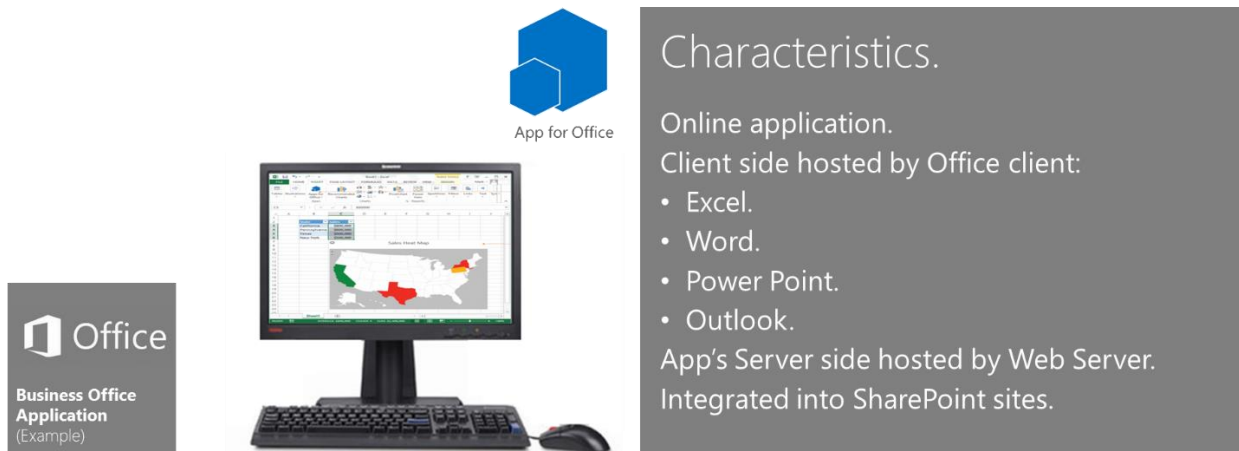 App for Office
Office
Business Office
Application
(Example)
Characteristics.
Online application.
Client side hosted by Office client:
• Excel.
• Word.
• Power Point.
• Outlook.
App's Server side hosted by Web Server.
Integrated into SharePoint sites.